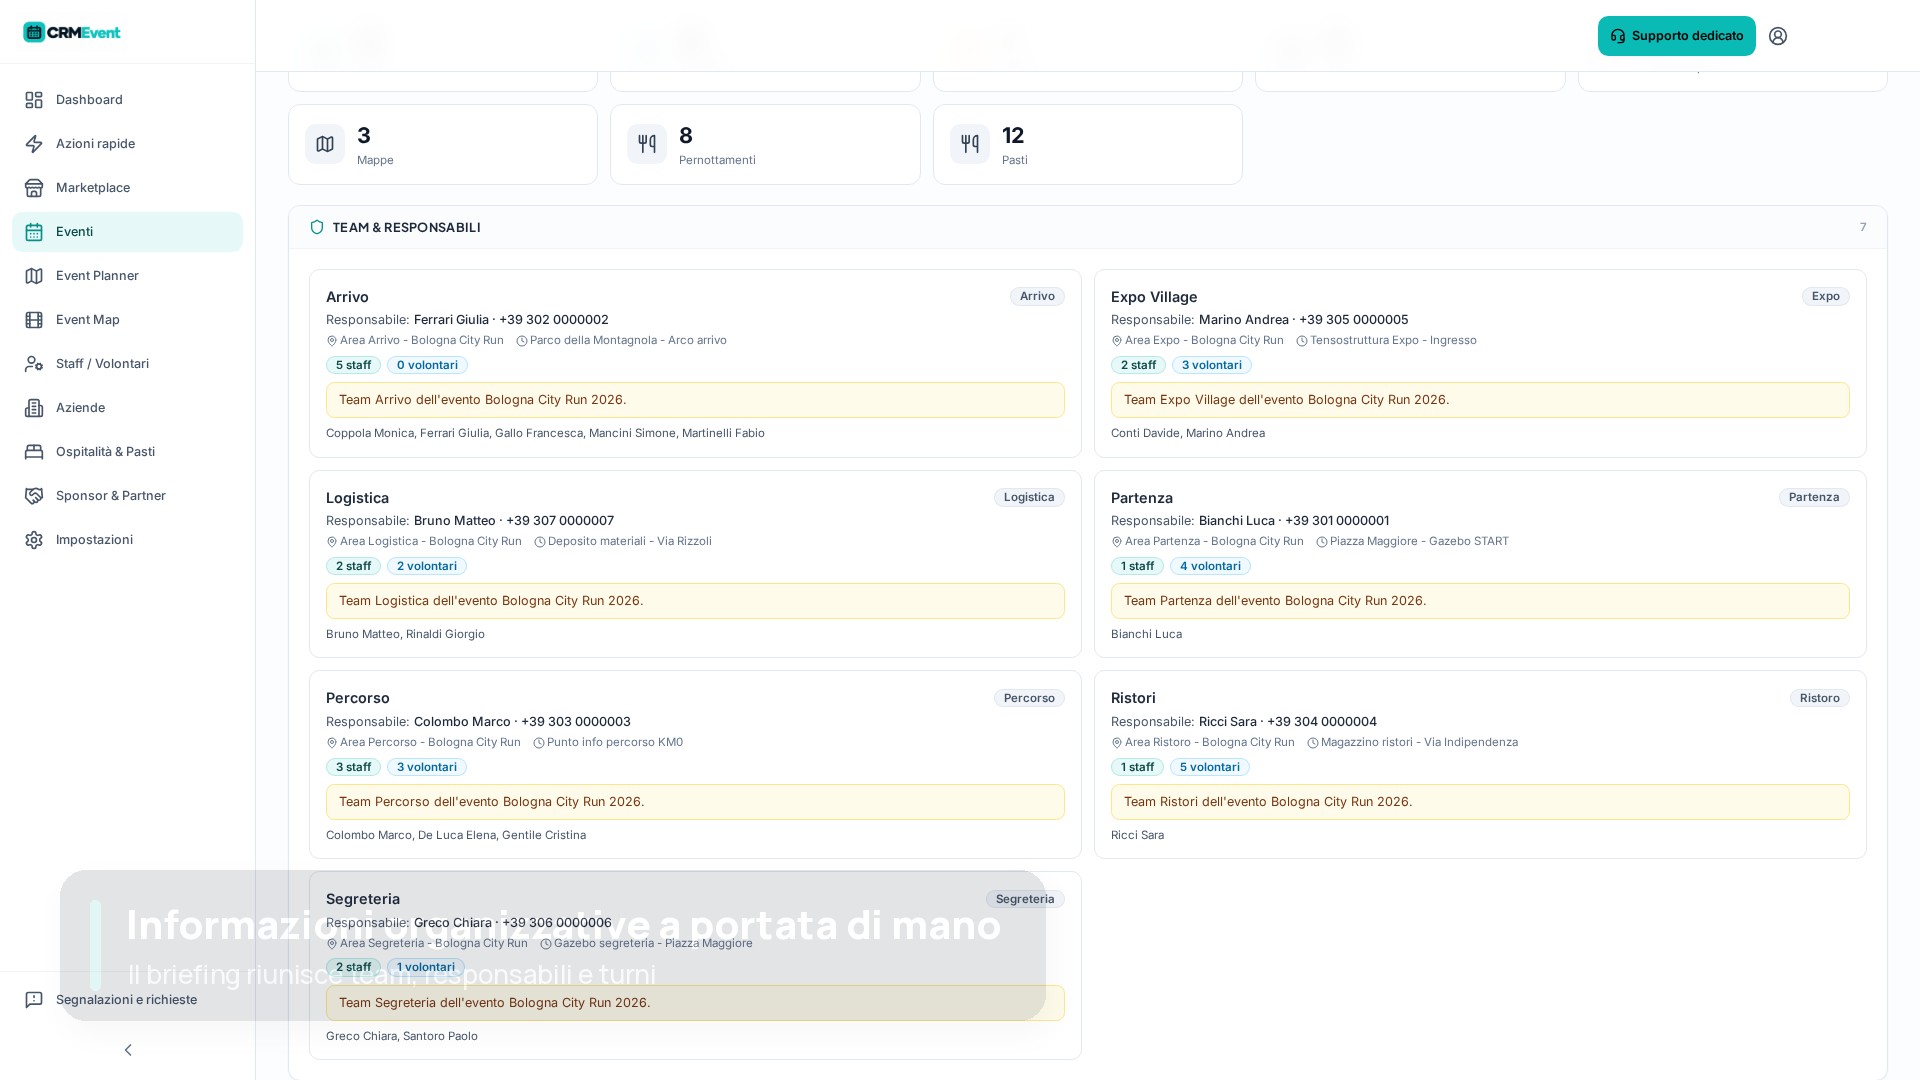 CRMEvent
Supporto dedicato
Dashboard
Azioni rapide
Marketplace
Eventi
Event Planner
Event Map
Staff / Volontari
Aziende
Ospitalità & Pasti
Sponsor & Partner
Impostazioni
Segnalazioni e richieste
3
Mappe
8
Pernottamenti
12
Pasti
TEAM & RESPONSABILI
7
Arrivo
Arrivo
Responsabile: Ferrari Giulia · +39 302 0000002
Area Arrivo - Bologna City Run Parco della Montagnola - Arco arrivo
5 staff 0 volontari
Team Arrivo dell'evento Bologna City Run 2026.
Coppola Monica, Ferrari Giulia, Gallo Francesca, Mancini Simone, Martinelli Fabio
Expo Village
Expo
Responsabile: Marino Andrea · +39 305 0000005
Area Expo - Bologna City Run Tensostruttura Expo - Ingresso
2 staff 3 volontari
Team Expo Village dell'evento Bologna City Run 2026.
Conti Davide, Marino Andrea
Logistica
Logistica
Responsabile: Bruno Matteo · +39 307 0000007
Area Logistica - Bologna City Run Deposito materiali - Via Rizzoli
2 staff 2 volontari
Team Logistica dell'evento Bologna City Run 2026.
Bruno Matteo, Rinaldi Giorgio
Partenza
Partenza
Responsabile: Bianchi Luca · +39 301 0000001
Area Partenza - Bologna City Run Piazza Maggiore - Gazebo START
1 staff 4 volontari
Team Partenza dell'evento Bologna City Run 2026.
Bianchi Luca
Percorso
Percorso
Responsabile: Colombo Marco · +39 303 0000003
Area Percorso - Bologna City Run Punto info percorso KM0
3 staff 3 volontari
Team Percorso dell'evento Bologna City Run 2026.
Colombo Marco, De Luca Elena, Gentile Cristina
Ristori
Ristoro
Responsabile: Ricci Sara · +39 304 0000004
Area Ristoro - Bologna City Run Magazzino ristori - Via Indipendenza
1 staff 5 volontari
Team Ristori dell'evento Bologna City Run 2026.
Ricci Sara
Segreteria
Segreteria
Responsabile: Greco Chiara · +39 306 0000006
Area Segreteria - Bologna City Run Gazebo segreteria - Piazza Maggiore
2 staff 1 volontari
Team Segreteria dell'evento Bologna City Run 2026.
Greco Chiara, Santoro Paolo
Informazioni organizzative a portata di mano
Il briefing riunisce team, responsabili e turni